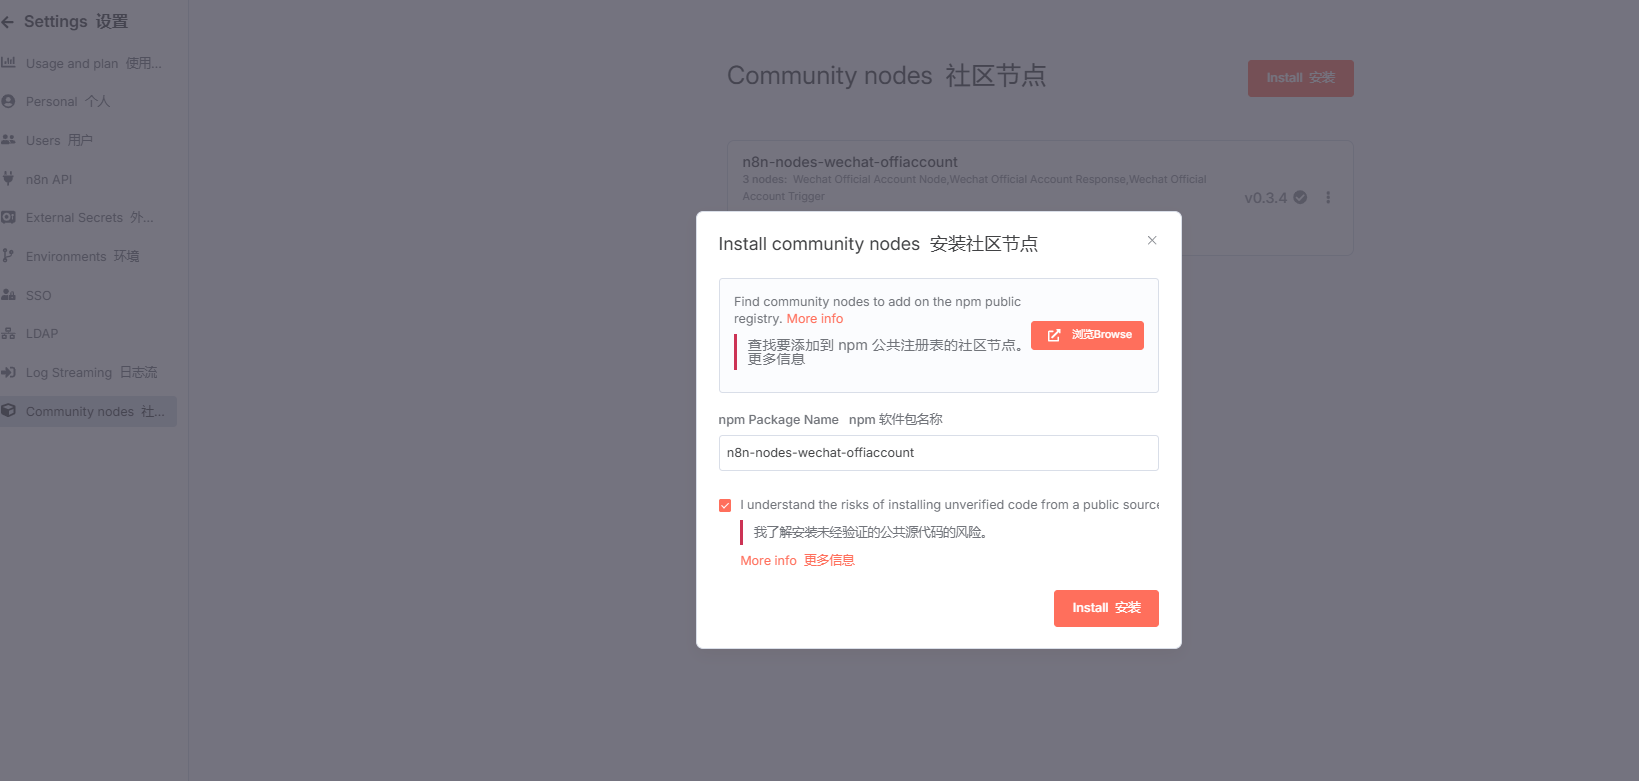 Settings 设置
Usage and plan 使用...
Personal 个人
Users 用户
n8n API
External Secrets 外...
Environments 环境
SSO
LDAP
Log Streaming 日志流
Community nodes 社...
Community nodes 社区节点
Install 安装
n8n-nodes-wechat-offiaccount
3 nodes: Wechat Official Account Node,Wechat Official Account Response,Wechat Official
Account Trigger
v0.3.4
Install community nodes 安装社区节点
Find community nodes to add on the npm public
registry. More info
查找要添加到 npm 公共注册表的社区节点。
更多信息
浏览Browse
npm Package Name npm 软件包名称
n8n-nodes-wechat-offiaccount
I understand the risks of installing unverified code from a public source
我了解安装未经验证的公共源代码的风险。
More info 更多信息
Install 安装